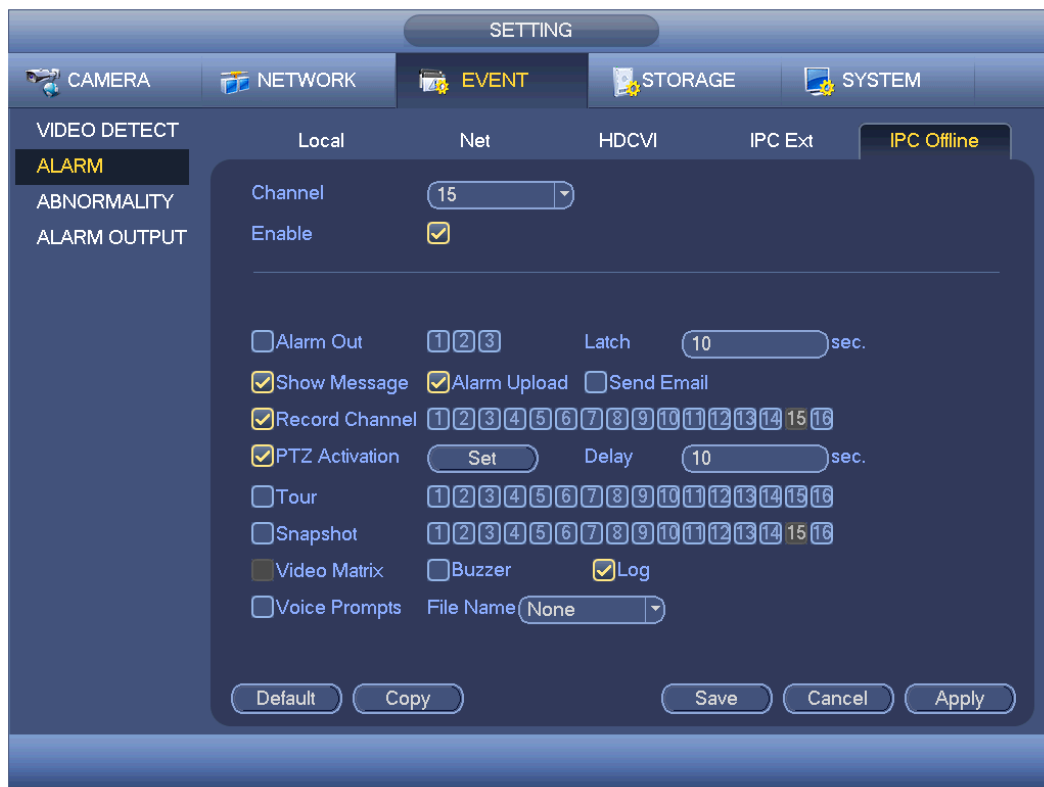 SETTING
CAMERA NETWORK EVENT STORAGE SYSTEM
VIDEO DETECT
ALARM
ABNORMALITY
ALARM OUTPUT
Local Net HDCVI IPC Ext IPC Offline
Channel 15
Enable
Alarm Out 1 2 3 Latch 10 sec.
Show Message Alarm Upload Send Email
Record Channel 1 2 3 4 5 6 7 8 9 10 11 12 13 14 15 16
PTZ Activation Set Delay 10 sec.
Tour 1 2 3 4 5 6 7 8 9 10 11 12 13 14 15 16
Snapshot 1 2 3 4 5 6 7 8 9 10 11 12 13 14 15 16
Video Matrix Buzzer Log
Voice Prompts File Name None
Default Copy Save Cancel Apply